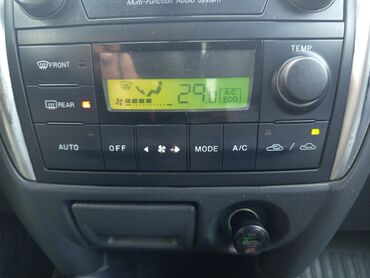 Multi-Function Audio System
FRONT
TEMP
29.0
A/C
ECO
REAR
AUTO
OFF
MODE
A/C
/